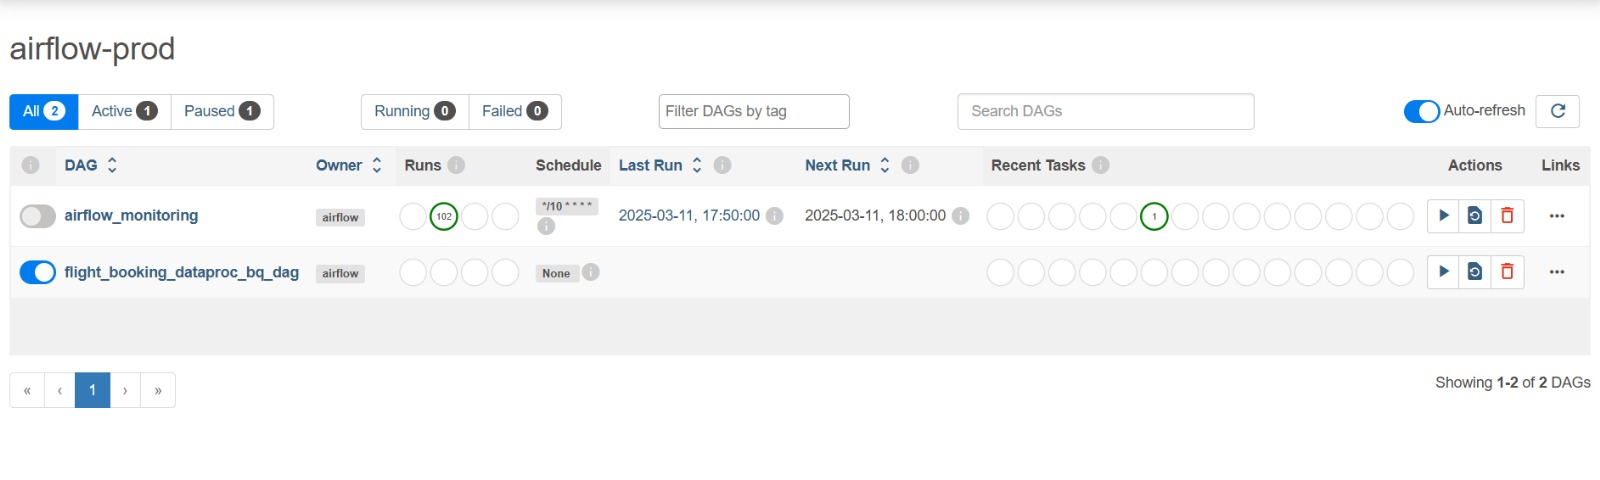 airflow-prod
All 2 Active 1 Paused 1 Running 0 Failed 0 Filter DAGs by tag Search DAGs Auto-refresh
DAG Owner Runs Schedule Last Run Next Run Recent Tasks Actions Links
airflow_monitoring airflow 102 */10 * * * * 2025-03-11, 17:50:00 2025-03-11, 18:00:00 1
flight_booking_dataproc_bq_dag airflow None
« ‹ 1 › »
Showing 1-2 of 2 DAGs